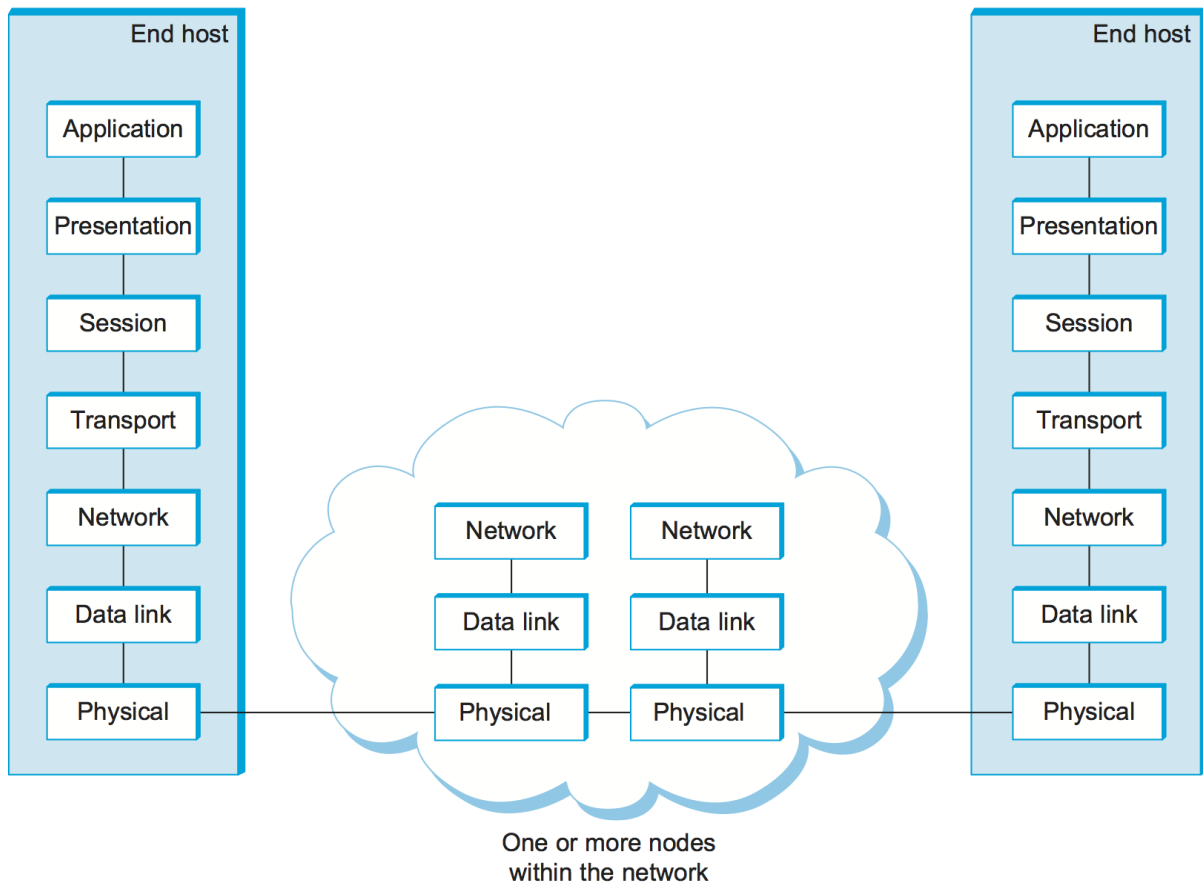 End host
Application
Presentation
Session
Transport
Network
Data link
Physical
Network
Data link
Physical
Network
Data link
Physical
One or more nodes
within the network
End host
Application
Presentation
Session
Transport
Network
Data link
Physical